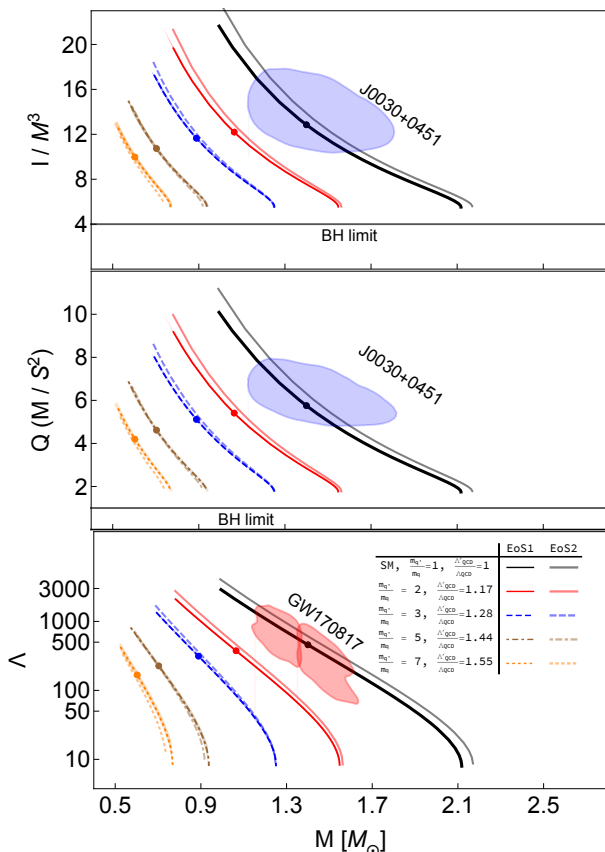 20
16
12
8
4
I / M³
J0030+0451
BH limit
10
8
6
4
2
Q (M / S²)
J0030+0451
BH limit
3000
1000
500
100
50
10
Λ
GW170817
EoS1 EoS2
SM, m_q'/m_q=1, Λ'_QCD/Λ_QCD=1
m_q'/m_q = 2, Λ'_QCD/Λ_QCD=1.17
m_q'/m_q = 3, Λ'_QCD/Λ_QCD=1.28
m_q'/m_q = 5, Λ'_QCD/Λ_QCD=1.44
m_q'/m_q = 7, Λ'_QCD/Λ_QCD=1.55
0.5 0.9 1.3 1.7 2.1 2.5
M [M⊙]